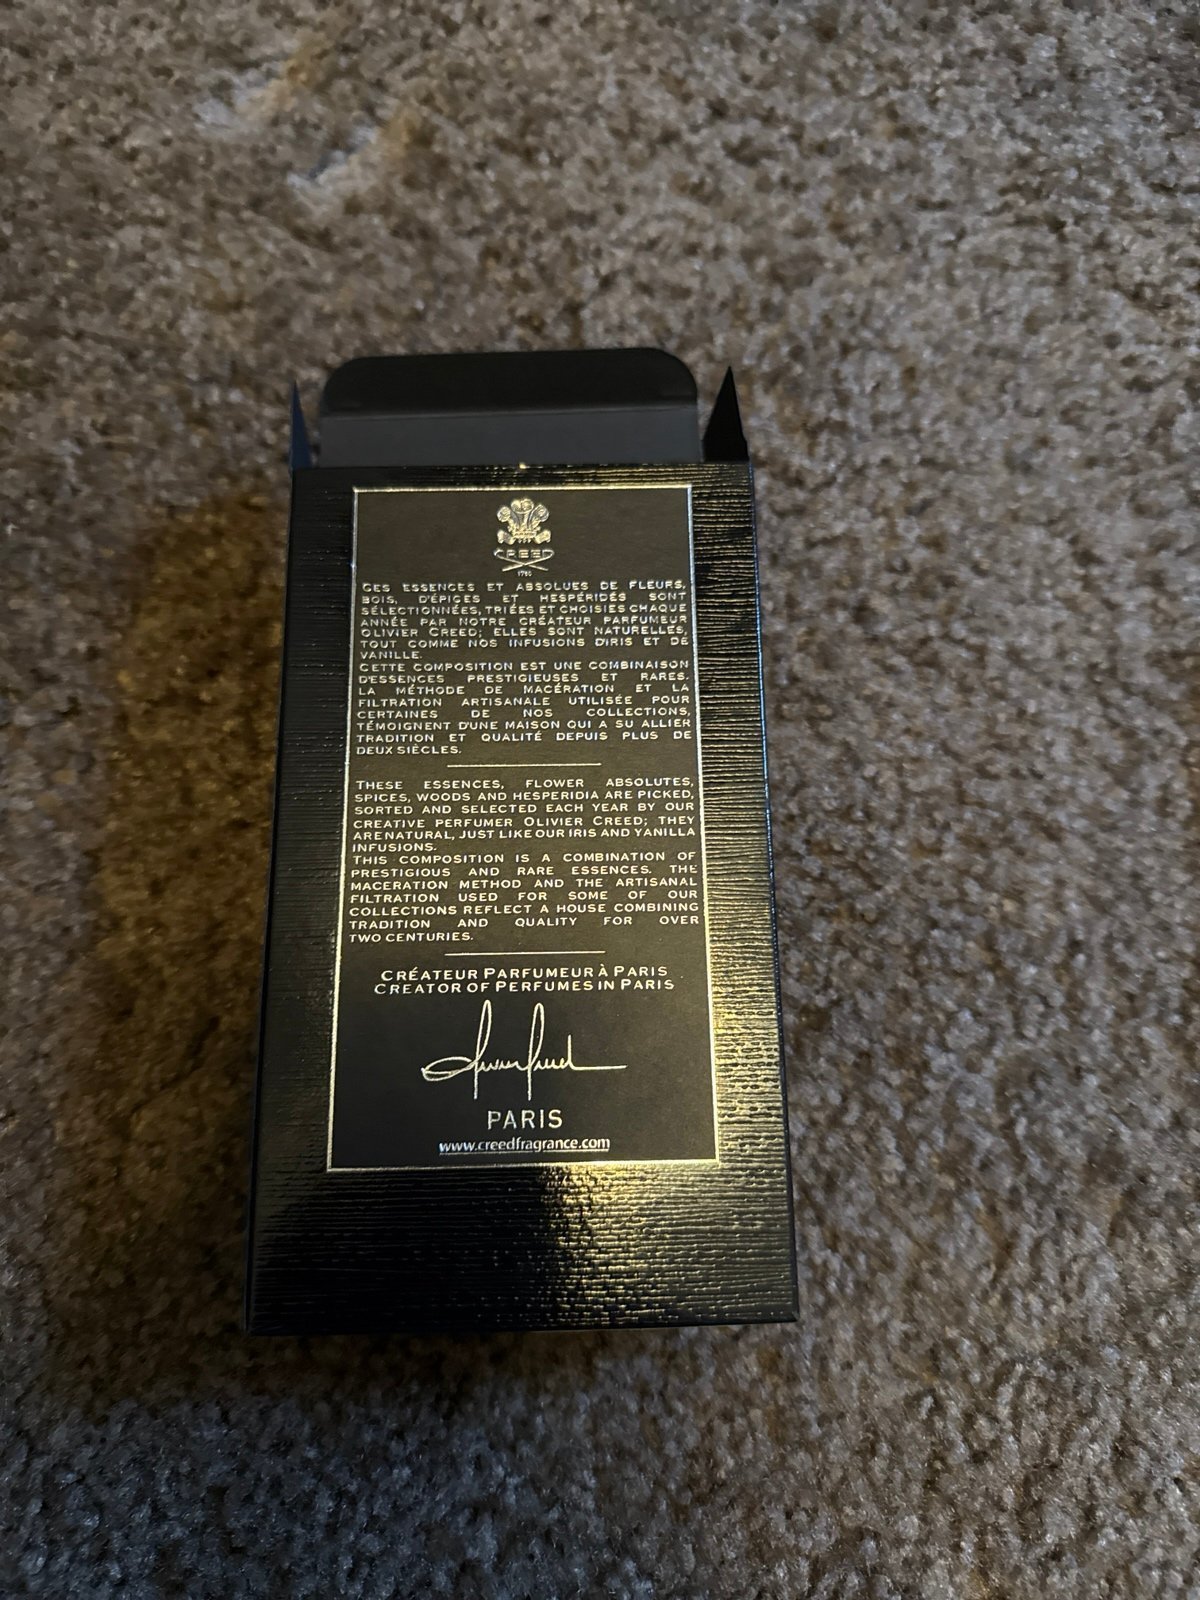 CREED
1760
CES ESSENCES ET ABSOLUES DE FLEURS,
BOIS, D'ÉPICES ET HESPÉRIDÉS SONT
SÉLECTIONNÉES, TRIÉES ET CHOISIES CHAQUE
ANNÉE PAR NOTRE CRÉATEUR PARFUMEUR
OLIVIER CREED; ELLES SONT NATURELLES,
TOUT COMME NOS INFUSIONS D'IRIS ET DE
VANILLE.
CETTE COMPOSITION EST UNE COMBINAISON
D'ESSENCES PRESTIGIEUSES ET RARES.
LA MÉTHODE DE MACÉRATION ET LA
FILTRATION ARTISANALE UTILISÉE POUR
CERTAINES DE NOS COLLECTIONS,
TÉMOIGNENT D'UNE MAISON QUI A SU ALLIER
TRADITION ET QUALITÉ DEPUIS PLUS DE
DEUX SIÈCLES.
THESE ESSENCES, FLOWER ABSOLUTES,
SPICES, WOODS AND HESPERIDIA ARE PICKED,
SORTED AND SELECTED EACH YEAR BY OUR
CREATIVE PERFUMER OLIVIER CREED; THEY
ARE NATURAL, JUST LIKE OUR IRIS AND VANILLA
INFUSIONS.
THIS COMPOSITION IS A COMBINATION OF
PRESTIGIOUS AND RARE ESSENCES. THE
MACERATION METHOD AND THE ARTISANAL
FILTRATION USED FOR SOME OF OUR
COLLECTIONS REFLECT A HOUSE COMBINING
TRADITION AND QUALITY FOR OVER
TWO CENTURIES.
CRÉATEUR PARFUMEUR À PARIS
CREATOR OF PERFUMES IN PARIS
Olivier Creed
PARIS
www.creedfragrance.com